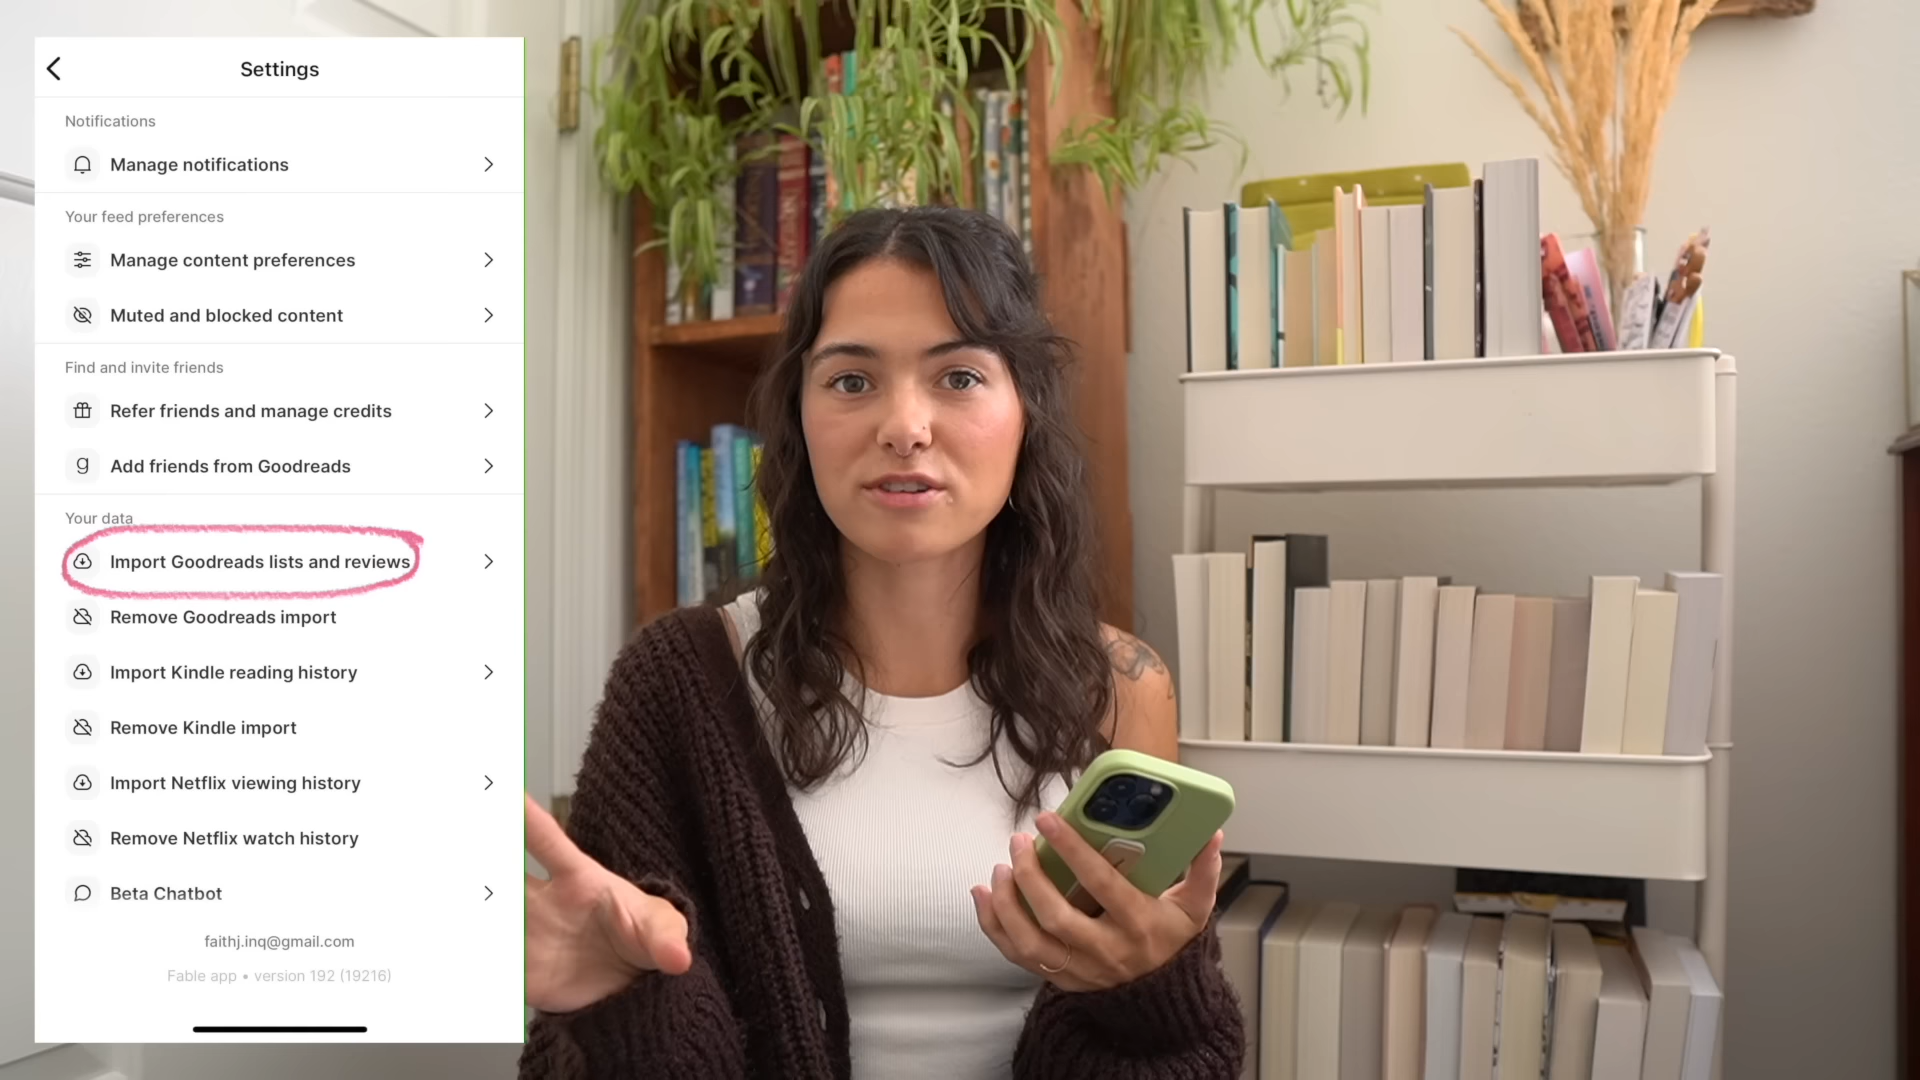 Settings
Notifications
Manage notifications
Your feed preferences
Manage content preferences
Muted and blocked content
Find and invite friends
Refer friends and manage credits
Add friends from Goodreads
Your data
Import Goodreads lists and reviews
Remove Goodreads import
Import Kindle reading history
Remove Kindle import
Import Netflix viewing history
Remove Netflix watch history
Beta Chatbot
faithj.inq@gmail.com
Fable app • version 192 (19216)